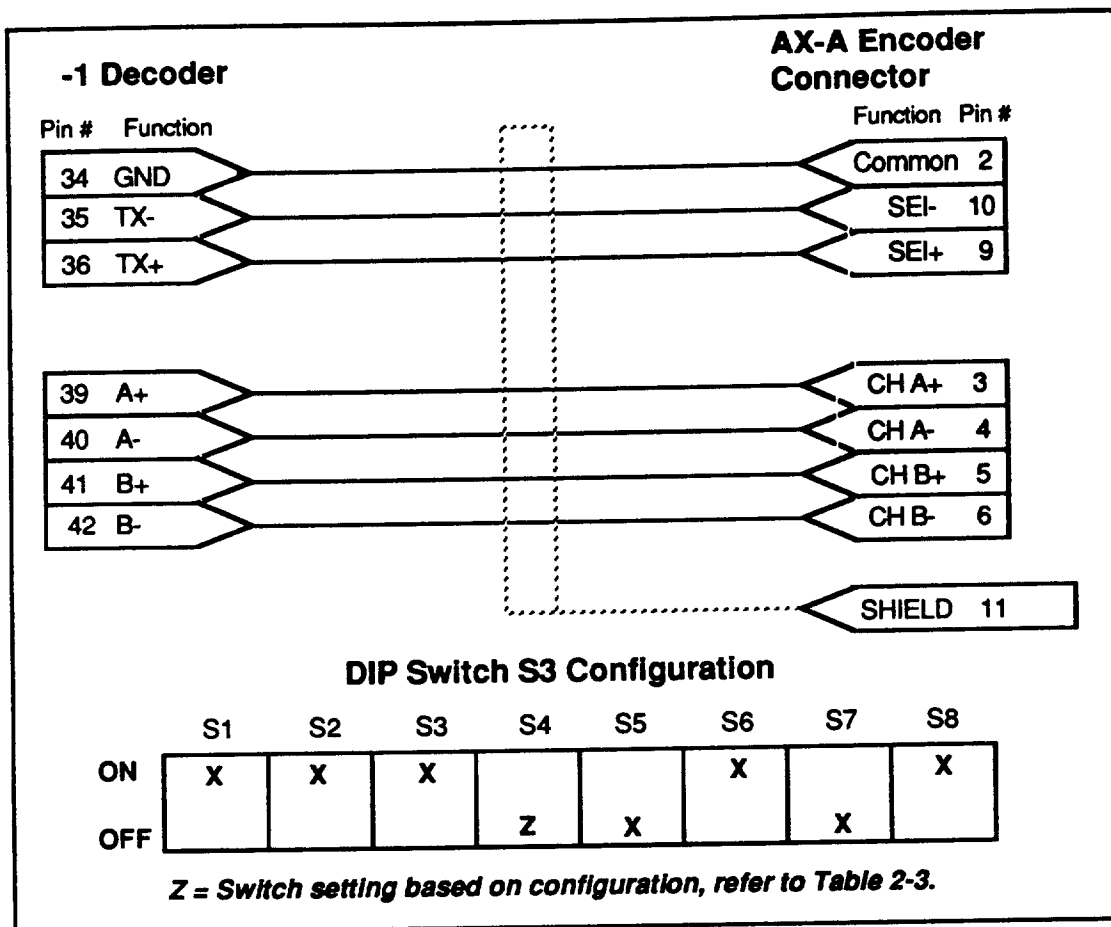 -1 Decoder
AX-A Encoder
Connector
Pin # Function
Function Pin #
34 GND
Common 2
35 TX-
SEI- 10
36 TX+
SEI+ 9
39 A+
CH A+ 3
40 A-
CH A- 4
41 B+
CH B+ 5
42 B-
CH B- 6
SHIELD 11
DIP Switch S3 Configuration
S1 S2 S3 S4 S5 S6 S7 S8
ON X X X X X
OFF Z X X
Z = Switch setting based on configuration, refer to Table 2-3.